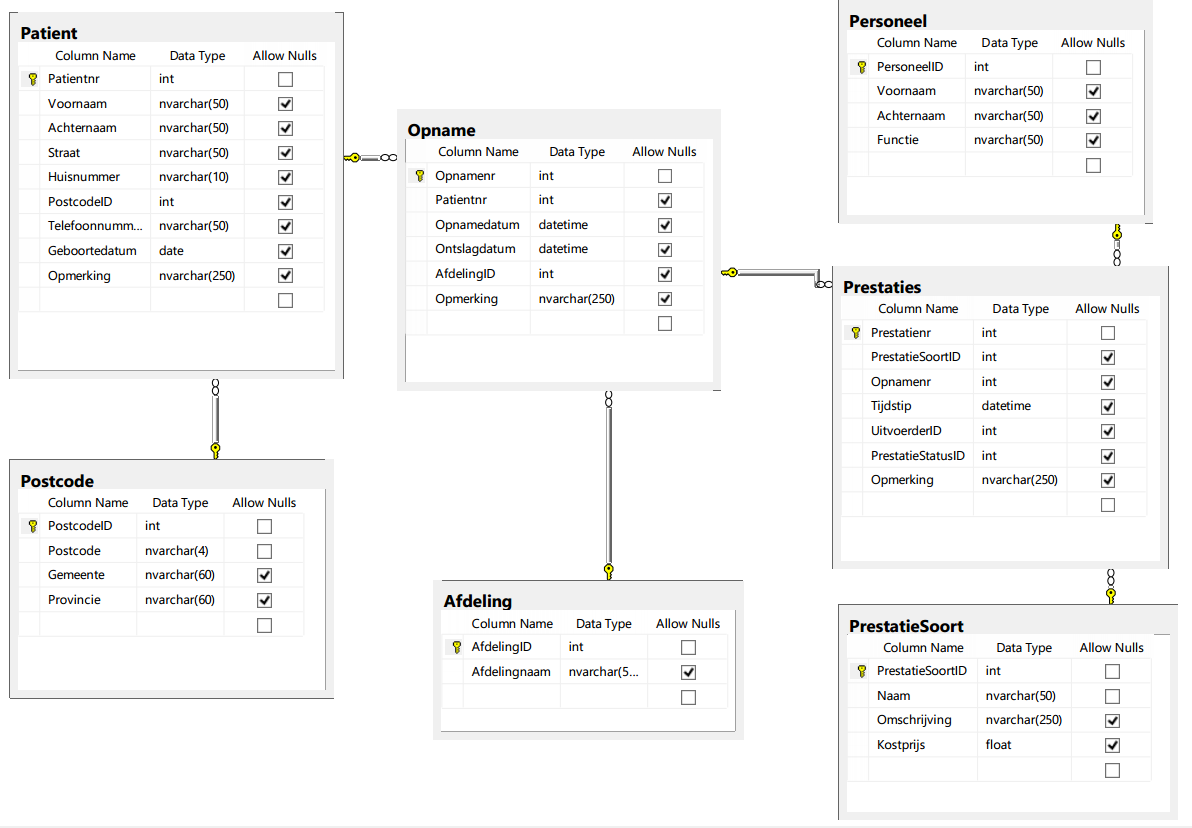 Patient
Column Name Data Type Allow Nulls
Patientnr int
Voornaam nvarchar(50)
Achternaam nvarchar(50)
Straat nvarchar(50)
Huisnummer nvarchar(10)
PostcodeID int
Telefoonnumm... nvarchar(50)
Geboortedatum date
Opmerking nvarchar(250)
Opname
Column Name Data Type Allow Nulls
Opnamenr int
Patientnr int
Opnamedatum datetime
Ontslagdatum datetime
AfdelingID int
Opmerking nvarchar(250)
Personeel
Column Name Data Type Allow Nulls
PersoneelID int
Voornaam nvarchar(50)
Achternaam nvarchar(50)
Functie nvarchar(50)
Prestaties
Column Name Data Type Allow Nulls
Prestatienr int
PrestatieSoortID int
Opnamenr int
Tijdstip datetime
UitvoerderID int
PrestatieStatusID int
Opmerking nvarchar(250)
Postcode
Column Name Data Type Allow Nulls
PostcodeID int
Postcode nvarchar(4)
Gemeente nvarchar(60)
Provincie nvarchar(60)
Afdeling
Column Name Data Type Allow Nulls
AfdelingID int
Afdelingnaam nvarchar(5...
PrestatieSoort
Column Name Data Type Allow Nulls
PrestatieSoortID int
Naam nvarchar(50)
Omschrijving nvarchar(250)
Kostprijs float